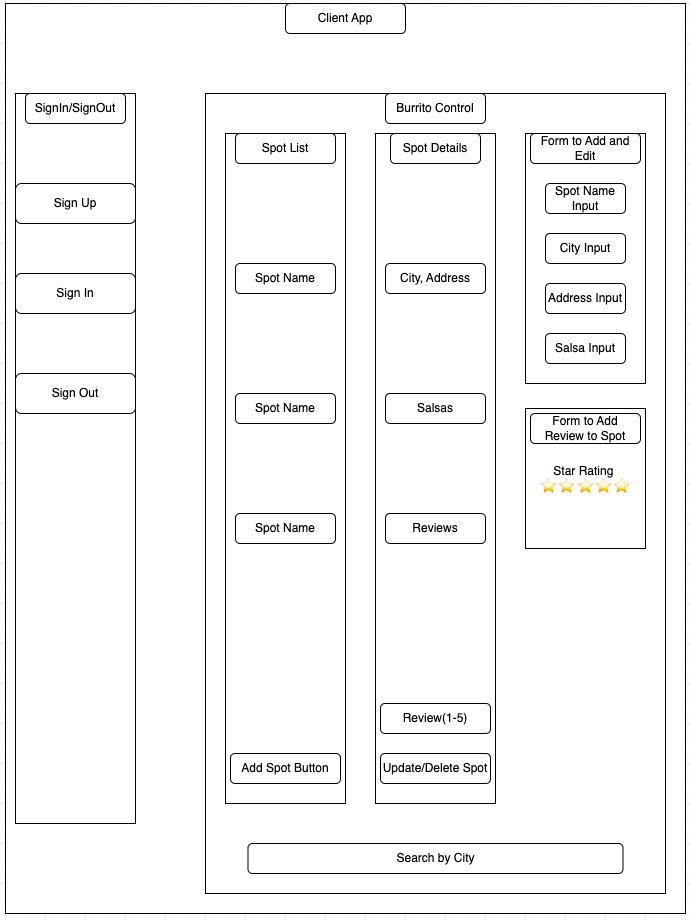 Client App
SignIn/SignOut
Sign Up
Sign In
Sign Out
Burrito Control
Spot List
Spot Name
Spot Name
Spot Name
Add Spot Button
Spot Details
City, Address
Salsas
Reviews
Review(1-5)
Update/Delete Spot
Form to Add and
Edit
Spot Name
Input
City Input
Address Input
Salsa Input
Form to Add
Review to Spot
Star Rating
⭐⭐⭐⭐⭐
Search by City